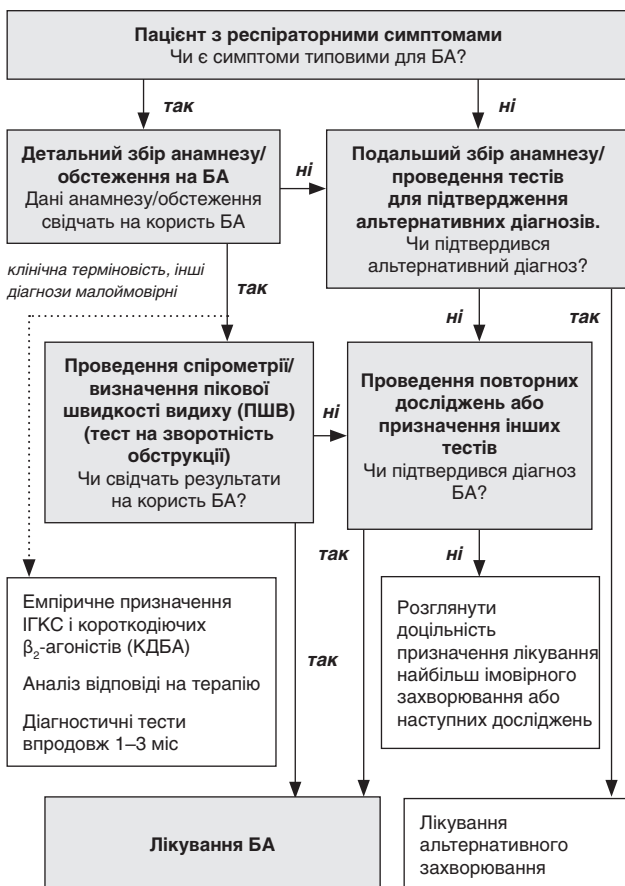 Пацієнт з респіраторними симптомами
Чи є симптоми типовими для БА?
так
ні
Детальний збір анамнезу/
обстеження на БА
Дані анамнезу/обстеження
свідчать на користь БА
ні
Подальший збір анамнезу/
проведення тестів
для підтвердження
альтернативних діагнозів.
Чи підтвердився
альтернативний діагноз?
клінічна терміновість, інші
діагнози малоймовірні
так
ні
так
Проведення спірометрії/
визначення пікової
швидкості видиху (ПШВ)
(тест на зворотність
обструкції)
Чи свідчать результати
на користь БА?
ні
Проведення повторних
досліджень або
призначення інших
тестів
Чи підтвердився діагноз
БА?
так
ні
так
Емпіричне призначення
ІГКС і короткодіючих
β₂-агоністів (КДБА)
Аналіз відповіді на терапію
Діагностичні тести
впродовж 1–3 міс
Розглянути
доцільність
призначення лікування
найбільш імовірного
захворювання або
наступних досліджень
Лікування БА
Лікування
альтернативного
захворювання